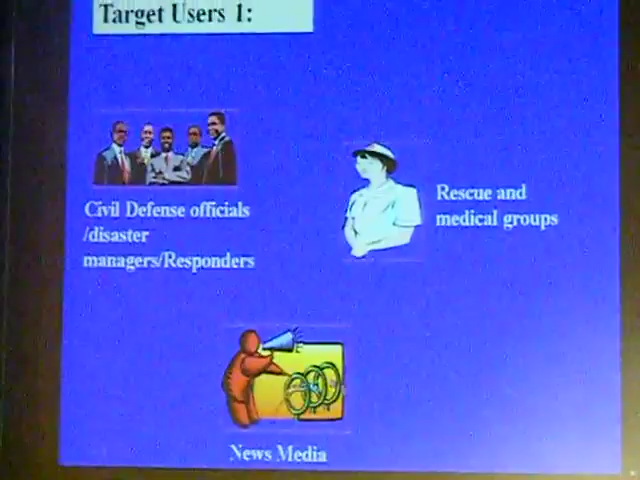 Target Users 1:
Civil Defense officials
/disaster
managers/Responders
Rescue and
medical groups
News Media